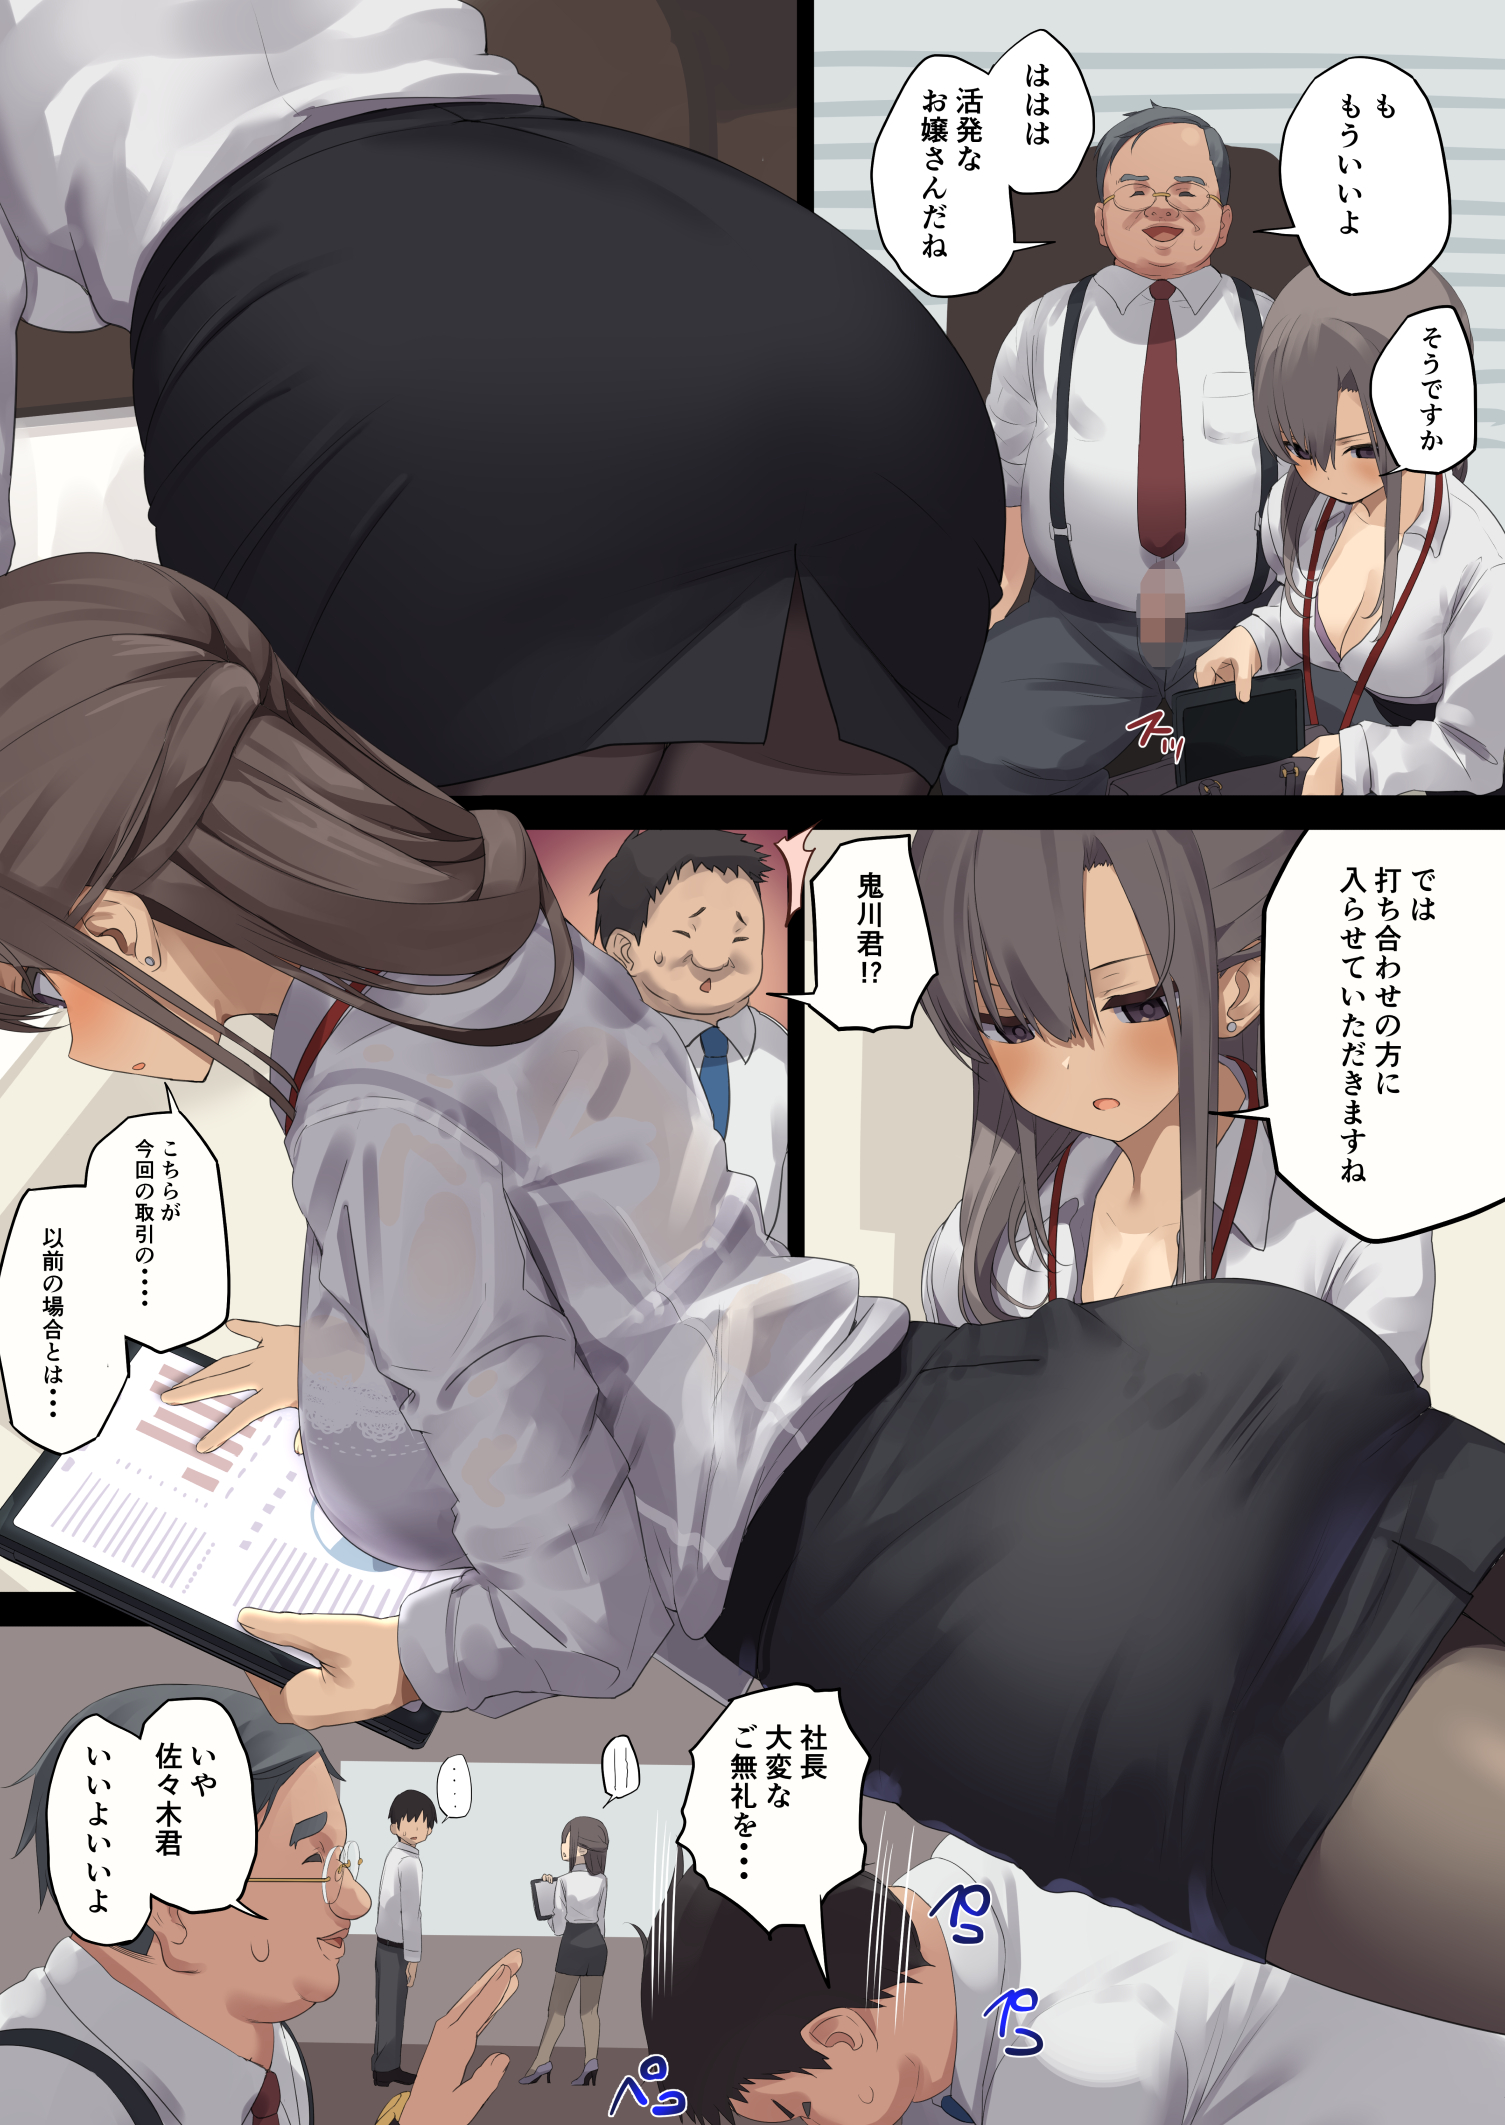 も
もういいよ
ははは
活発な
お嬢さんだね
そうですか
スッ
では
打ち合わせの方に
入らせていただきますね
鬼川君!?
こちらが
今回の取引の・・・・
以前の場合とは・・・
社長
大変な
ご無礼を・・・
いや
佐々木君
いいよいいよ
・・・・
ペコ
ペコ
ペコ